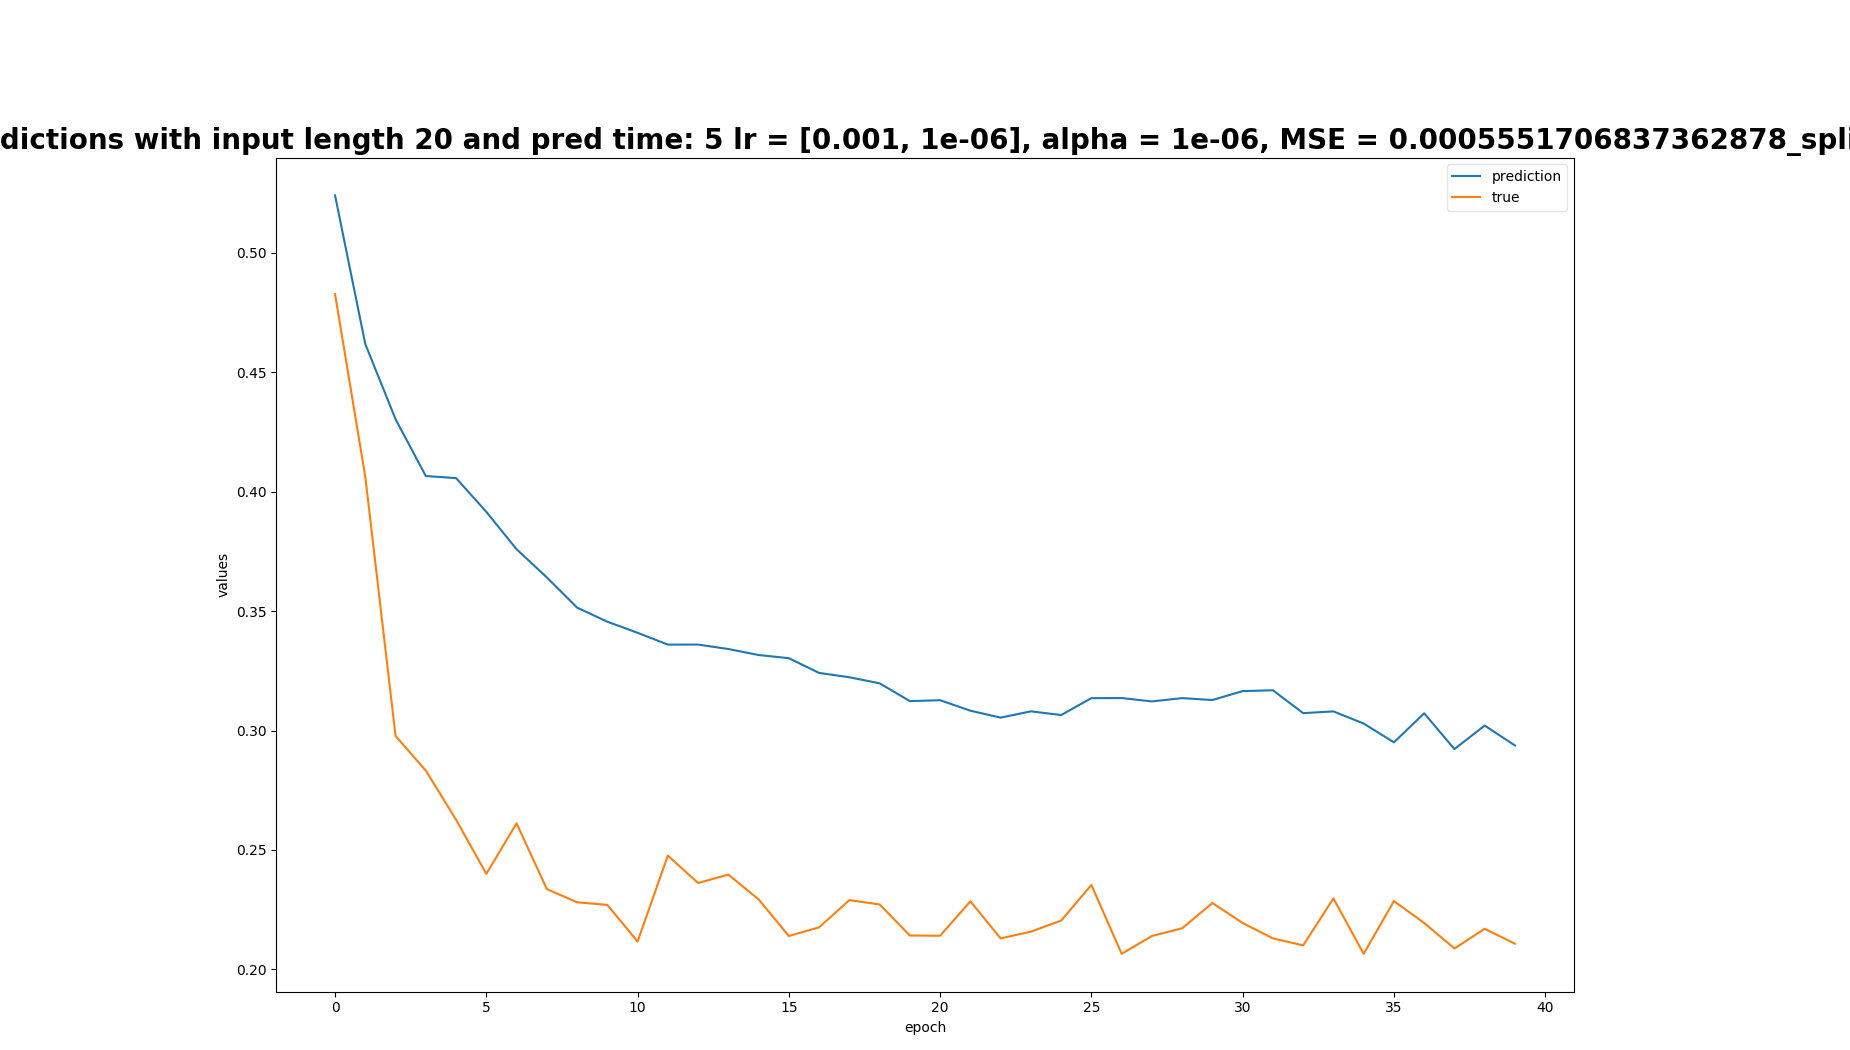 dictions with input length 20 and pred time: 5 lr = [0.001, 1e-06], alpha = 1e-06, MSE = 0.0005551706837362878_spli
prediction
true
0.50
0.45
0.40
0.35
0.30
0.25
0.20
values
0 5 10 15 20 25 30 35 40
epoch